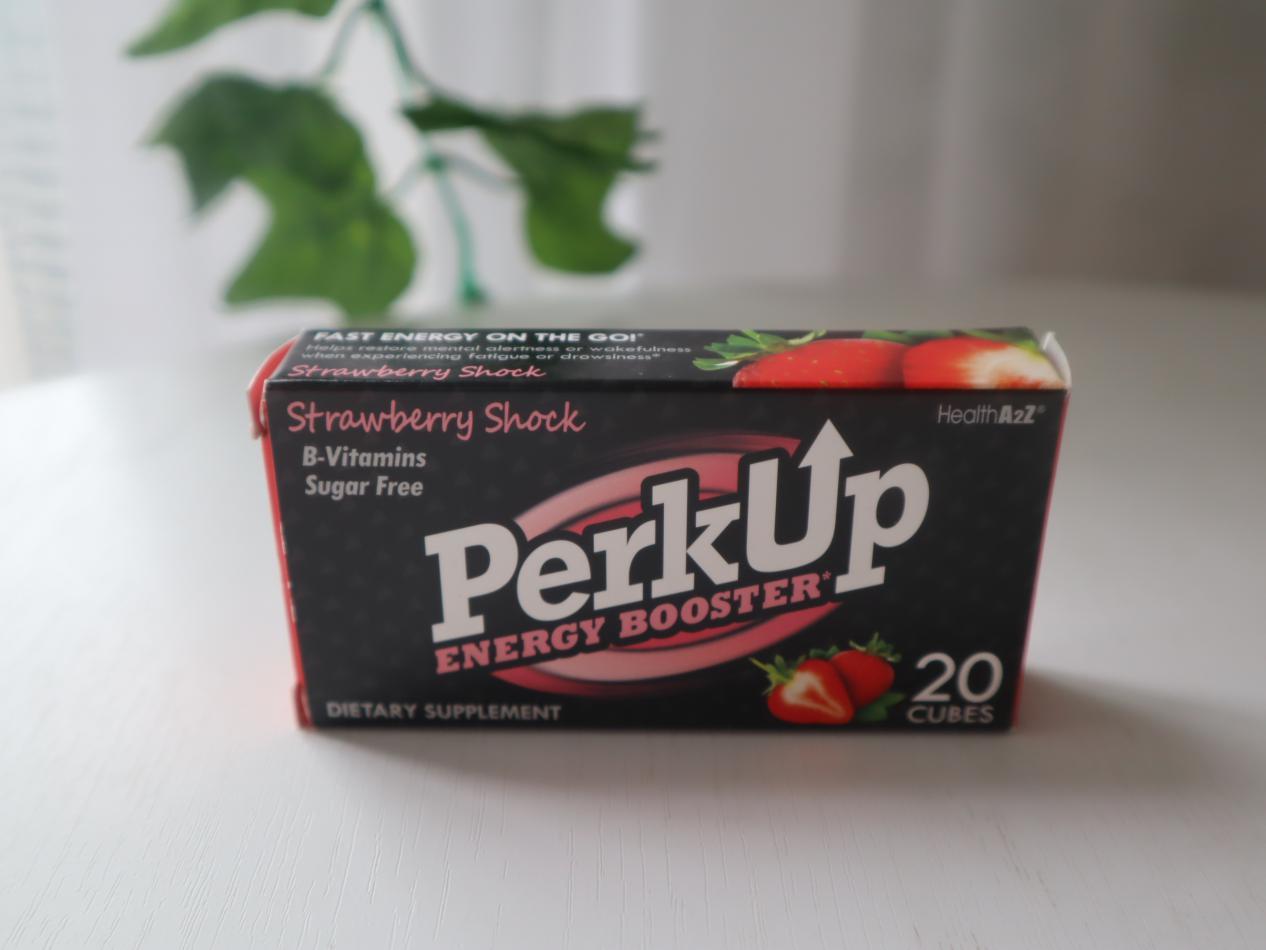 FAST ENERGY ON THE GO!*
Helps restore mental alertness or wakefulness
when experiencing fatigue or drowsiness*
Strawberry Shock
Strawberry Shock
HealthA2Z®
B-Vitamins
Sugar Free
PerkUp
ENERGY BOOSTER*
DIETARY SUPPLEMENT
20
CUBES